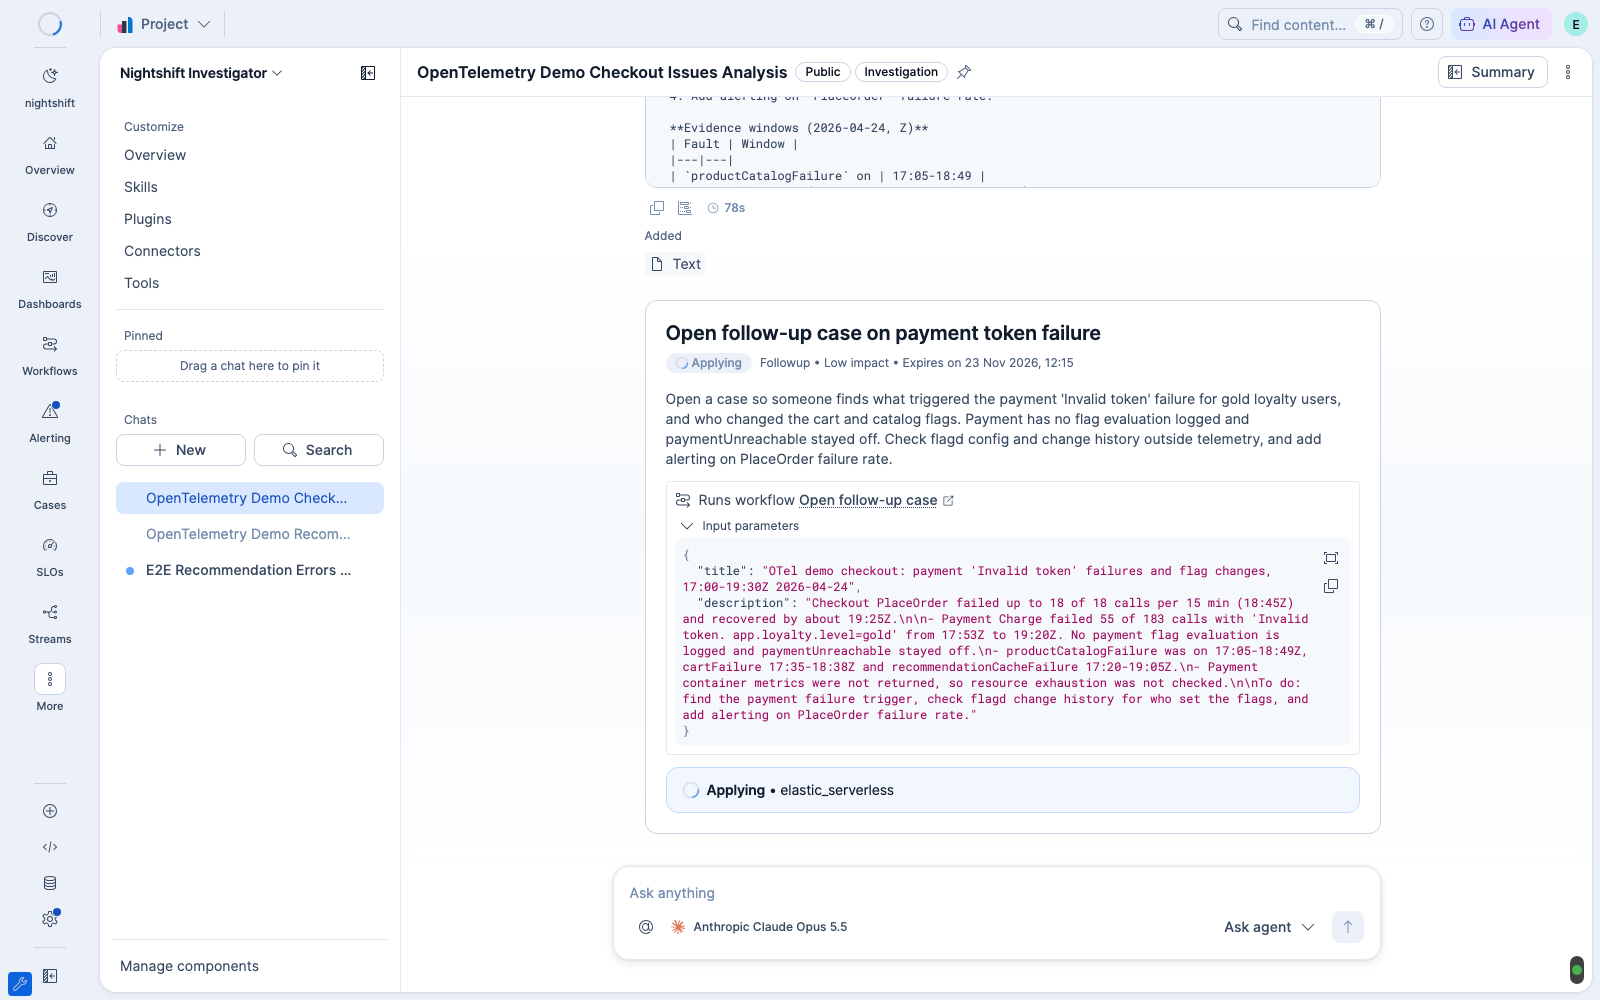 Project
Find content...
⌘ /
AI Agent
E
nightshift
Overview
Discover
Dashboards
Workflows
Alerting
Cases
SLOs
Streams
More
Nightshift Investigator
Customize
Overview
Skills
Plugins
Connectors
Tools
Pinned
Drag a chat here to pin it
Chats
New
Search
OpenTelemetry Demo Check...
OpenTelemetry Demo Recom...
E2E Recommendation Errors ...
Manage components
OpenTelemetry Demo Checkout Issues Analysis
Public
Investigation
Summary
4. Add alerting on `PlaceOrder` failure rate.
**Evidence windows (2026-04-24, Z)**
| Fault | Window |
|---|---|
| `productCatalogFailure` on | 17:05-18:49 |
78s
Added
Text
Open follow-up case on payment token failure
Applying
Followup • Low impact • Expires on 23 Nov 2026, 12:15
Open a case so someone finds what triggered the payment 'Invalid token' failure for gold loyalty users,
and who changed the cart and catalog flags. Payment has no flag evaluation logged and
paymentUnreachable stayed off. Check flagd config and change history outside telemetry, and add
alerting on PlaceOrder failure rate.
Runs workflow Open follow-up case
Input parameters
{
"title": "OTel demo checkout: payment 'Invalid token' failures and flag changes,
17:00-19:30Z 2026-04-24",
"description": "Checkout PlaceOrder failed up to 18 of 18 calls per 15 min (18:45Z)
and recovered by about 19:25Z.\n\n- Payment Charge failed 55 of 183 calls with 'Invalid
token. app.loyalty.level=gold' from 17:53Z to 19:20Z. No payment flag evaluation is
logged and paymentUnreachable stayed off.\n- productCatalogFailure was on 17:05-18:49Z,
cartFailure 17:35-18:38Z and recommendationCacheFailure 17:20-19:05Z.\n- Payment
container metrics were not returned, so resource exhaustion was not checked.\n\nTo do:
find the payment failure trigger, check flagd change history for who set the flags, and
add alerting on PlaceOrder failure rate."
}
Applying • elastic_serverless
Ask anything
@
Anthropic Claude Opus 5.5
Ask agent